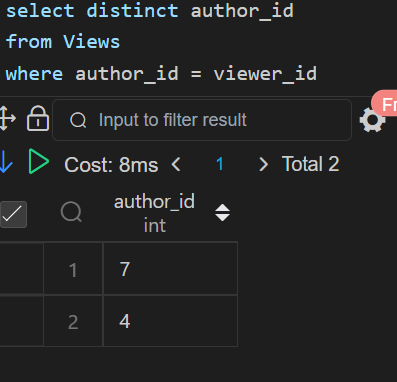 select distinct author_id
from Views
where author_id = viewer_id
Input to filter result
Fr
Cost: 8ms
1
Total 2
author_id
int
1 7
2 4